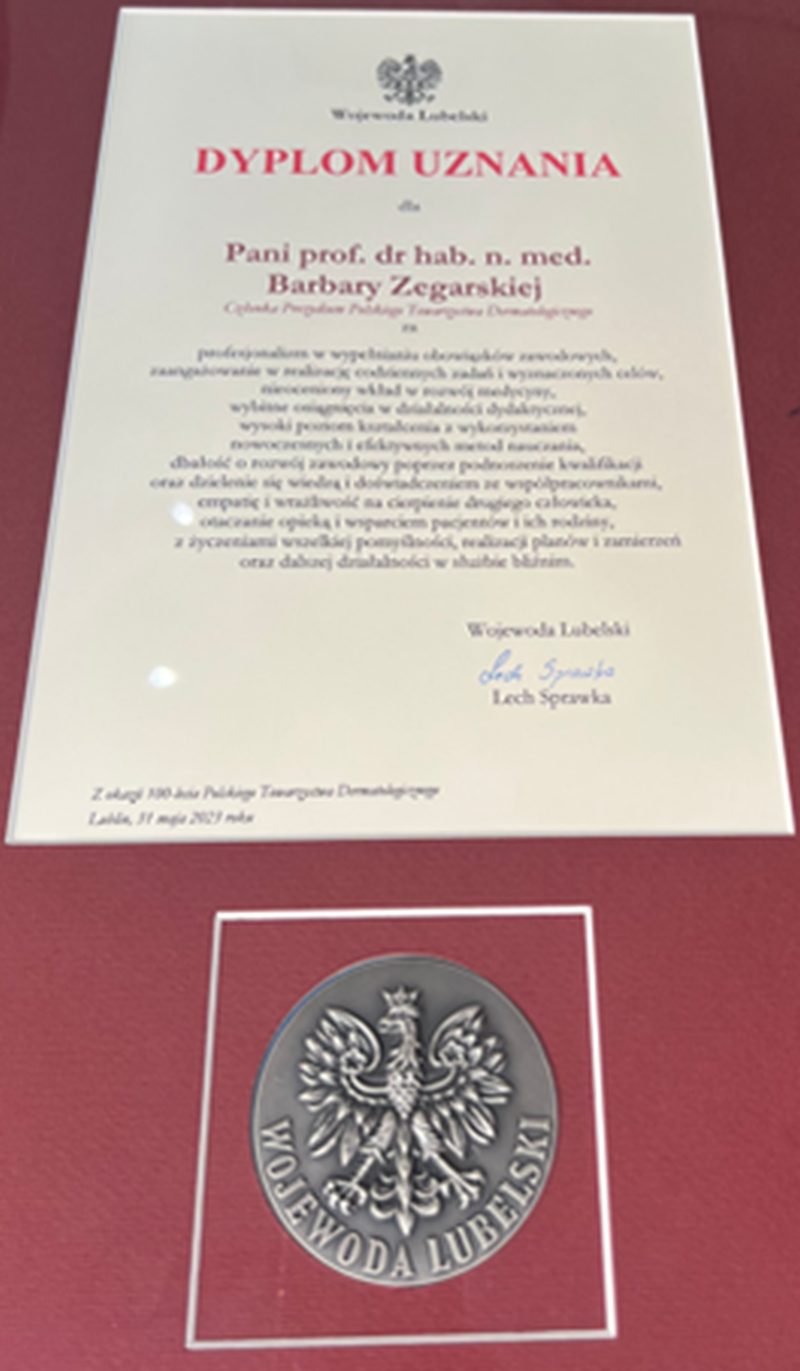 Wojewoda Lubelski
DYPLOM UZNANIA
dla
Pani prof. dr hab. n. med.
Barbary Zegarskiej
Członka Prezydium Polskiego Towarzystwa Dermatologicznego
za
profesjonalizm w wypełnianiu obowiązków zawodowych,
zaangażowanie w realizację codziennych zadań i wyznaczonych celów,
nieoceniony wkład w rozwój medycyny,
wybitne osiągnięcia w działalności dydaktycznej,
wysoki poziom kształcenia z wykorzystaniem
nowoczesnych i efektywnych metod nauczania,
dbałość o rozwój zawodowy poprzez podnoszenie kwalifikacji
oraz dzielenie się wiedzą i doświadczeniem ze współpracownikami,
empatię i wrażliwość na cierpienie drugiego człowieka,
otaczanie opieką i wsparciem pacjentów i ich rodziny,
z życzeniami wszelkiej pomyślności, realizacji planów i zamierzeń
oraz dalszej działalności w służbie bliźnim.
Wojewoda Lubelski
Lech Sprawka
Lech Sprawka
Z okazji 100-lecia Polskiego Towarzystwa Dermatologicznego
Lublin, 31 maja 2023 roku
WOJEWODA LUBELSKI